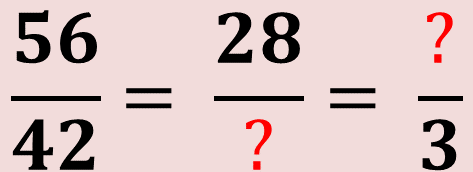 56/42 = 28/? = ?/3